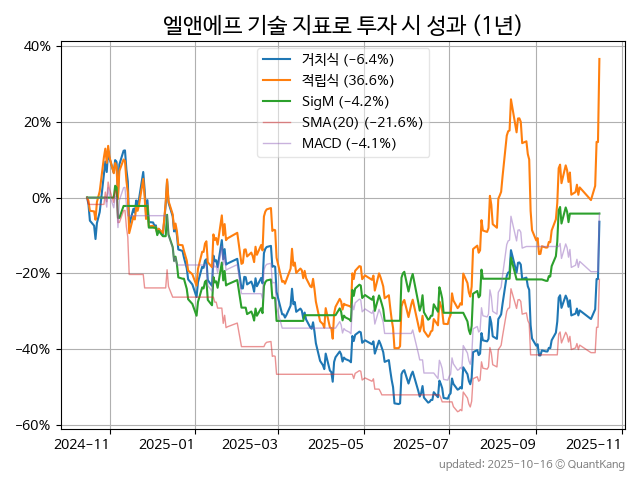 엘앤에프 기술 지표로 투자 시 성과 (1년)
거치식 (−6.4%)
적립식 (36.6%)
SigM (−4.2%)
SMA(20) (−21.6%)
MACD (−4.1%)
40%
20%
0%
−20%
−40%
−60%
2024-11 2025-01 2025-03 2025-05 2025-07 2025-09 2025-11
updated: 2025-10-16 © QuantKang